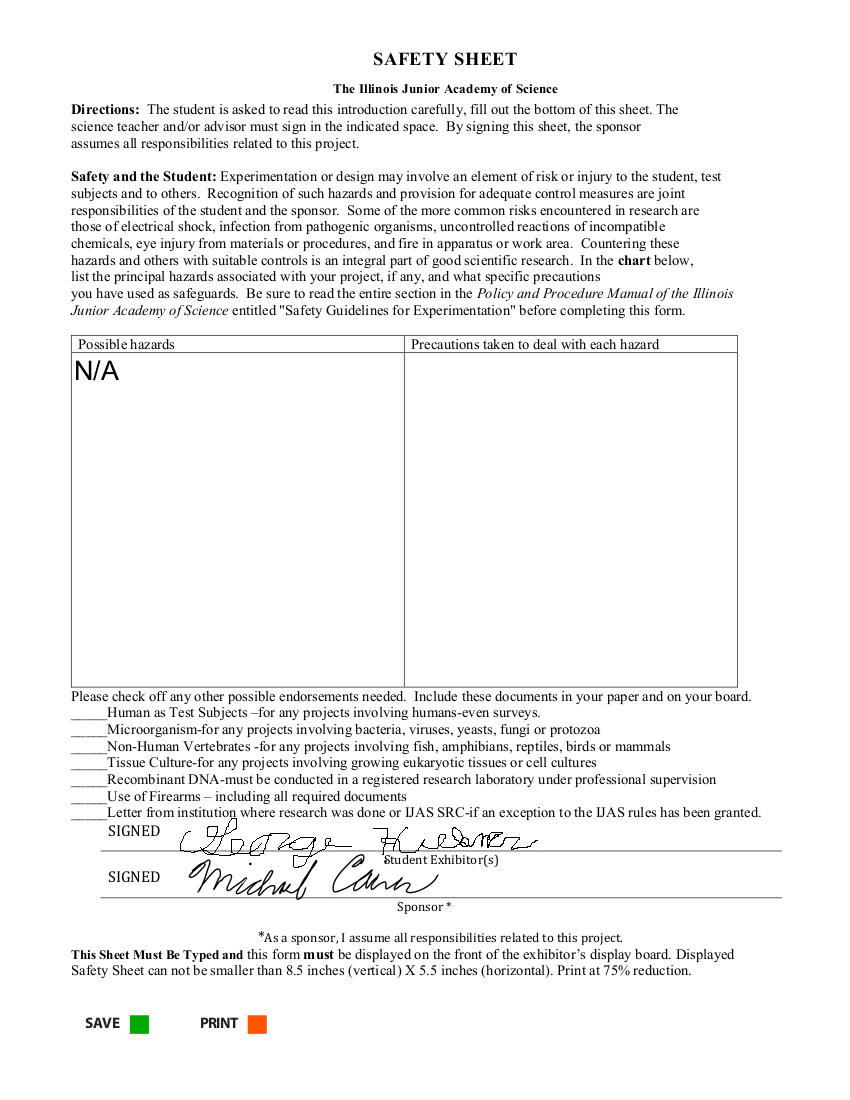 SAFETY SHEET
The Illinois Junior Academy of Science
Directions: The student is asked to read this introduction carefully, fill out the bottom of this sheet. The
science teacher and/or advisor must sign in the indicated space. By signing this sheet, the sponsor
assumes all responsibilities related to this project.
Safety and the Student: Experimentation or design may involve an element of risk or injury to the student, test
subjects and to others. Recognition of such hazards and provision for adequate control measures are joint
responsibilities of the student and the sponsor. Some of the more common risks encountered in research are
those of electrical shock, infection from pathogenic organisms, uncontrolled reactions of incompatible
chemicals, eye injury from materials or procedures, and fire in apparatus or work area. Countering these
hazards and others with suitable controls is an integral part of good scientific research. In the chart below,
list the principal hazards associated with your project, if any, and what specific precautions
you have used as safeguards. Be sure to read the entire section in the Policy and Procedure Manual of the Illinois
Junior Academy of Science entitled "Safety Guidelines for Experimentation" before completing this form.
Possible hazards Precautions taken to deal with each hazard
N/A
Please check off any other possible endorsements needed. Include these documents in your paper and on your board.
_____Human as Test Subjects –for any projects involving humans-even surveys.
_____Microorganism-for any projects involving bacteria, viruses, yeasts, fungi or protozoa
_____Non-Human Vertebrates -for any projects involving fish, amphibians, reptiles, birds or mammals
_____Tissue Culture-for any projects involving growing eukaryotic tissues or cell cultures
_____Recombinant DNA-must be conducted in a registered research laboratory under professional supervision
_____Use of Firearms – including all required documents
_____Letter from institution where research was done or IJAS SRC-if an exception to the IJAS rules has been granted.
SIGNED George
Student Exhibitor(s)
SIGNED Michael
Sponsor *
*As a sponsor, I assume all responsibilities related to this project.
This Sheet Must Be Typed and this form must be displayed on the front of the exhibitor's display board. Displayed
Safety Sheet can not be smaller than 8.5 inches (vertical) X 5.5 inches (horizontal). Print at 75% reduction.
SAVE PRINT